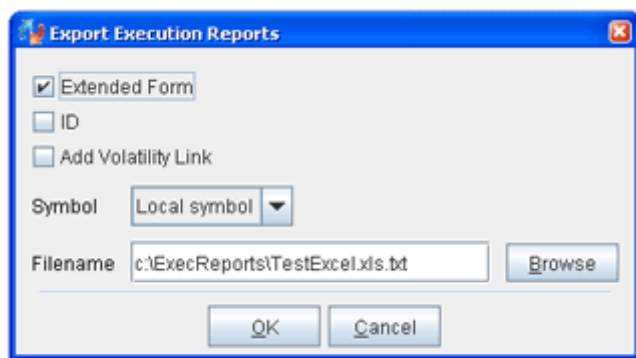 Export Execution Reports
Extended Form
ID
Add Volatility Link
Symbol Local symbol
Filename c:\ExecReports\TestExcel.xls.txt Browse
OK Cancel